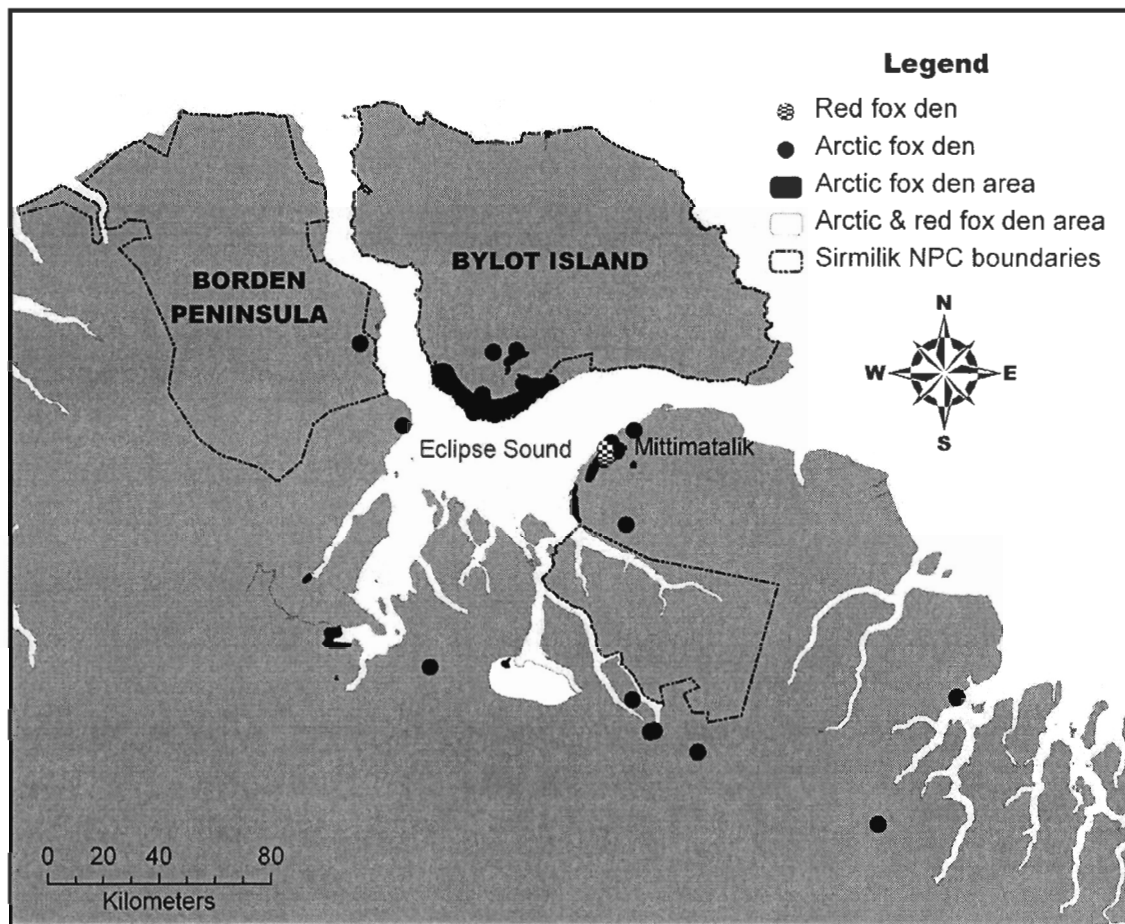 Legend
Red fox den
Arctic fox den
Arctic fox den area
Arctic & red fox den area
Sirmilik NPC boundaries
BYLOT ISLAND
BORDEN
PENINSULA
N
W
E
S
Eclipse Sound
Mittimatalik
0 20 40 80
Kilometers